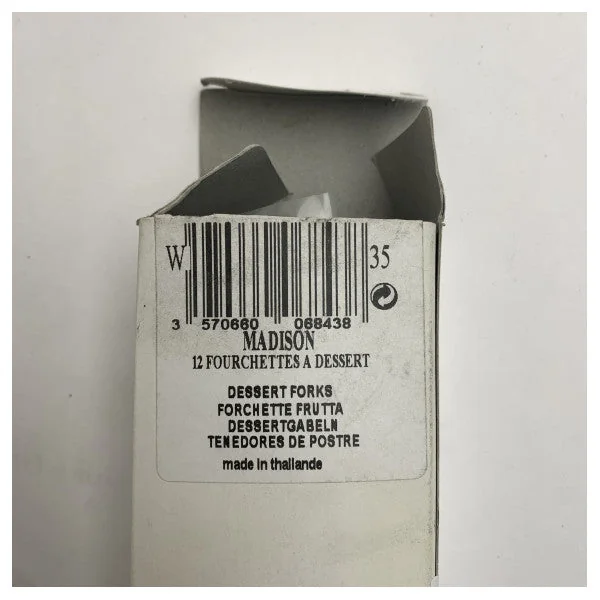 W 35
3 570660 068438
MADISON
12 FOURCHETTES A DESSERT
DESSERT FORKS
FORCHETTE FRUTTA
DESSERTGABELN
TENEDORES DE POSTRE
made in thailande